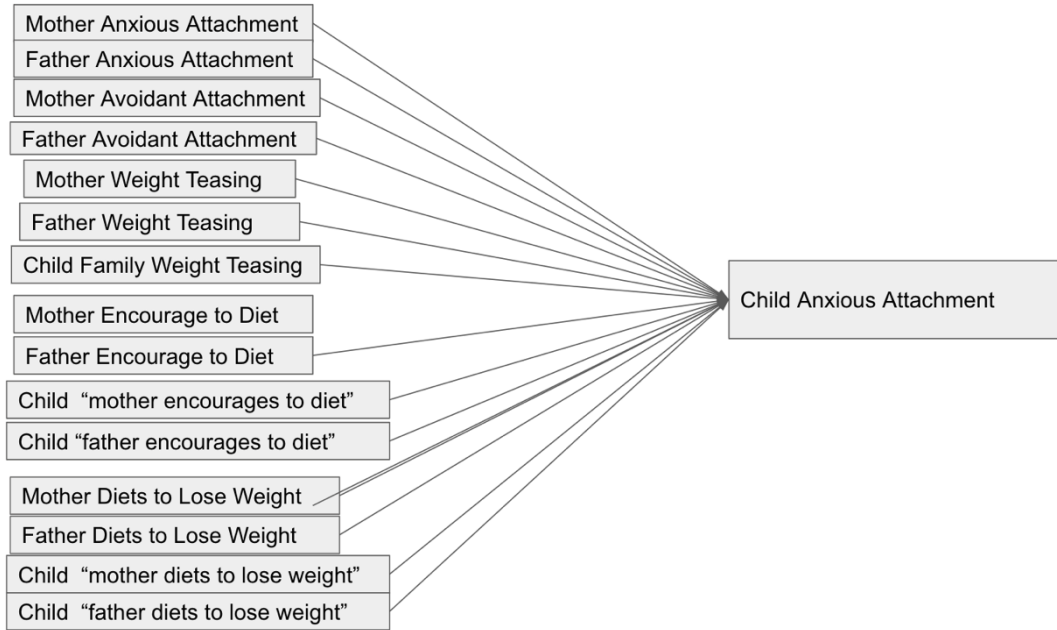 Mother Anxious Attachment
Father Anxious Attachment
Mother Avoidant Attachment
Father Avoidant Attachment
Mother Weight Teasing
Father Weight Teasing
Child Family Weight Teasing
Child Anxious Attachment
Mother Encourage to Diet
Father Encourage to Diet
Child “mother encourages to diet”
Child “father encourages to diet”
Mother Diets to Lose Weight
Father Diets to Lose Weight
Child “mother diets to lose weight”
Child “father diets to lose weight”